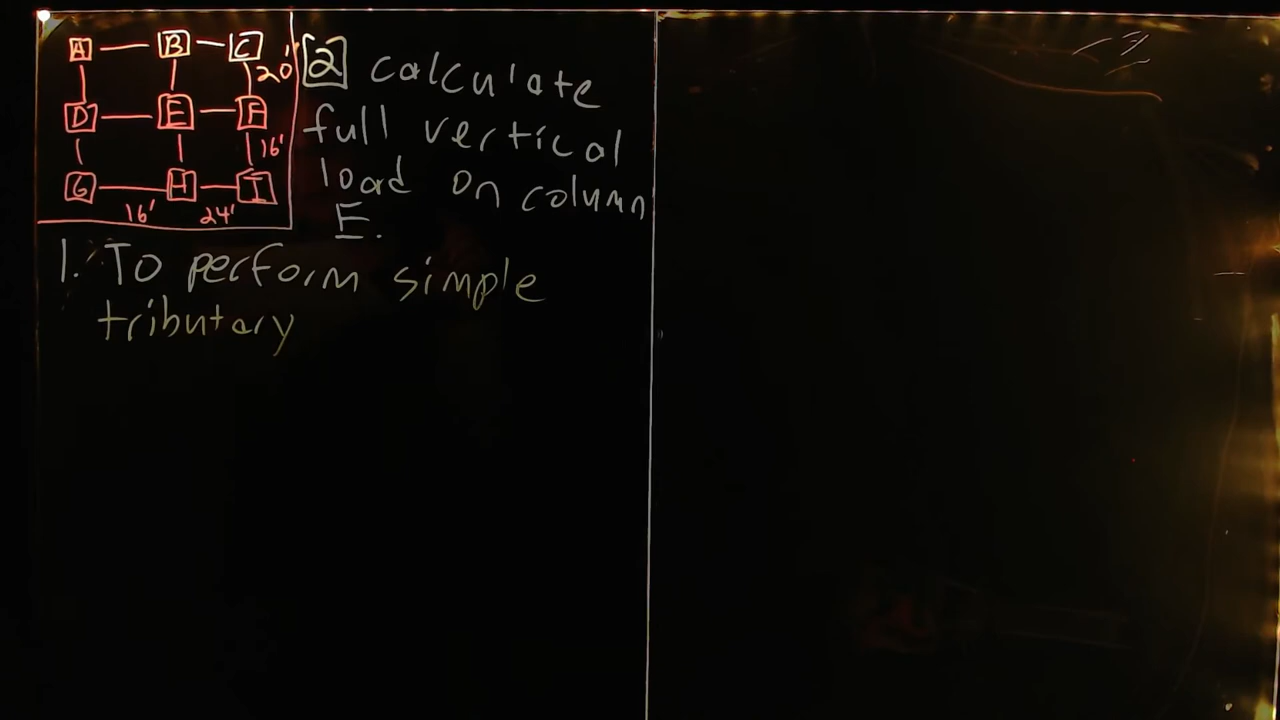 A B C
20'
D E F
16'
G H I
16' 24'
[2] calculate
full vertical
load on column
E.
1. To perform simple
tributary